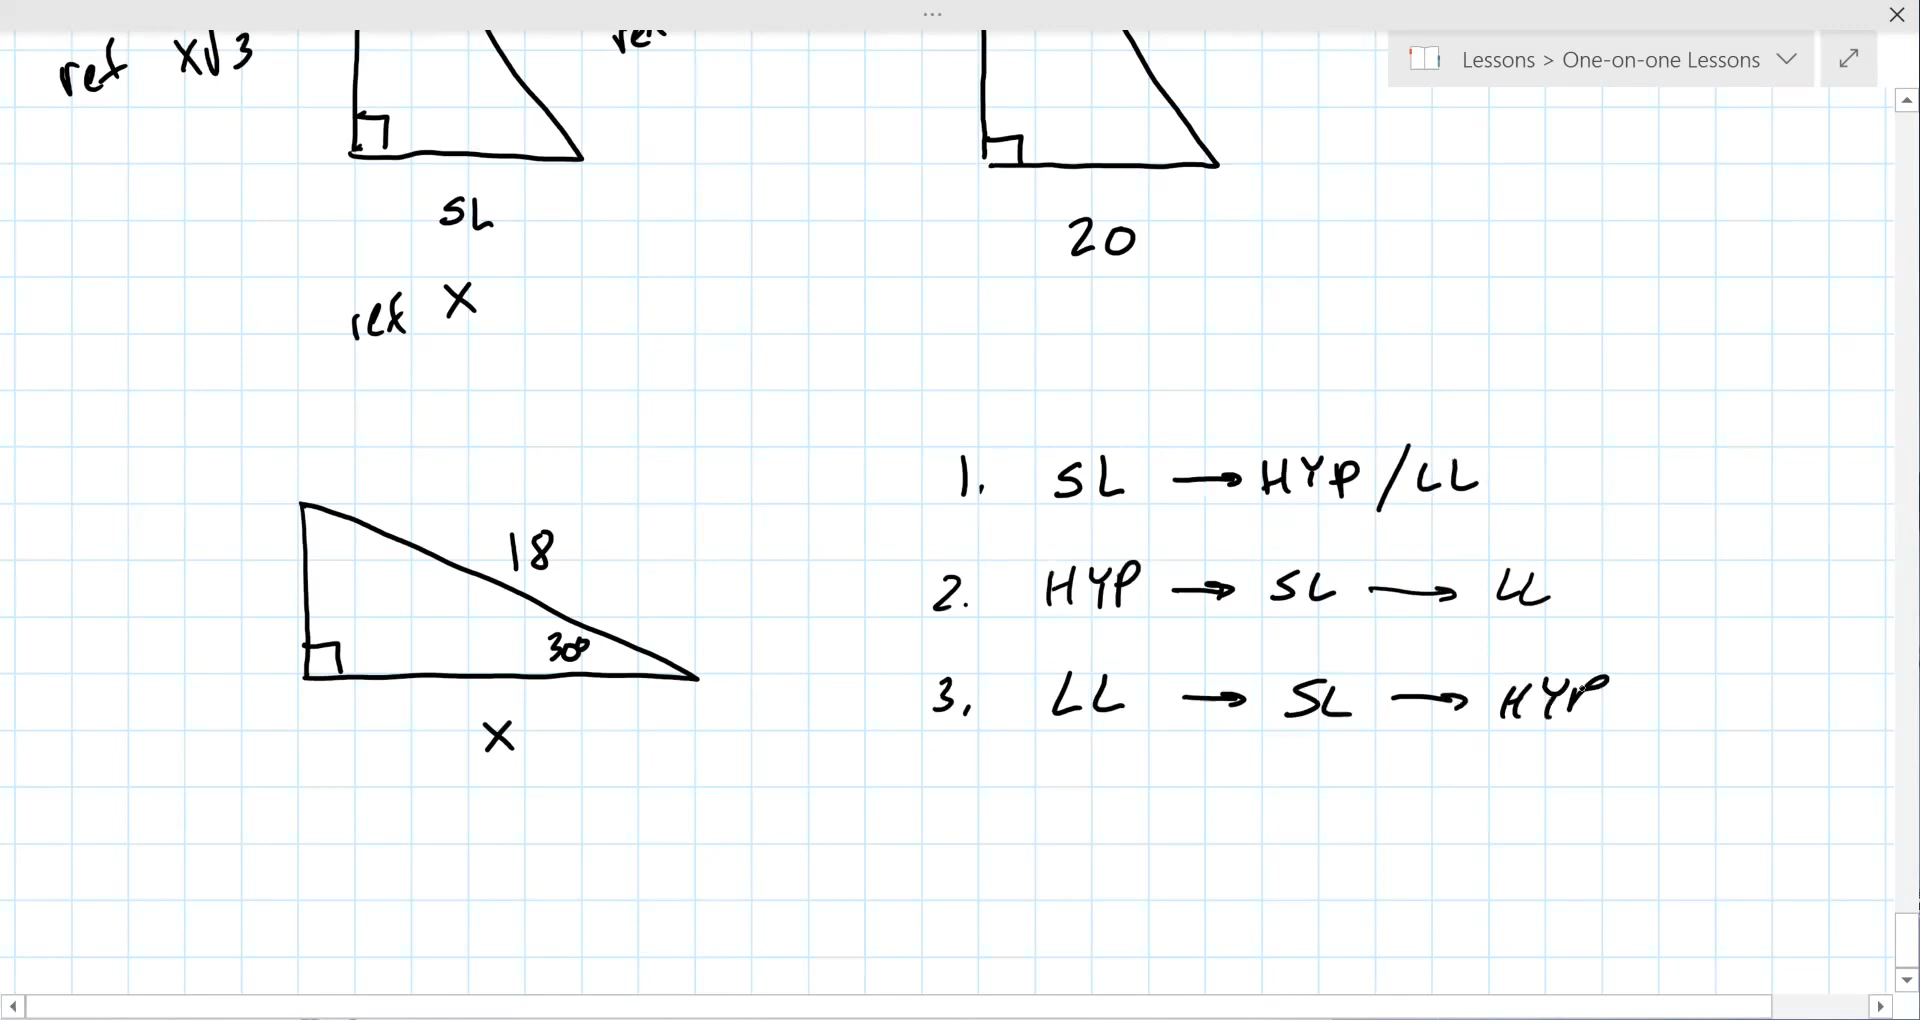 ...
Lessons > One-on-one Lessons
ref x√3
SL
20
ref x
1. SL → HYP / LL
18
2. HYP → SL → LL
30°
3. LL → SL → HYP
x